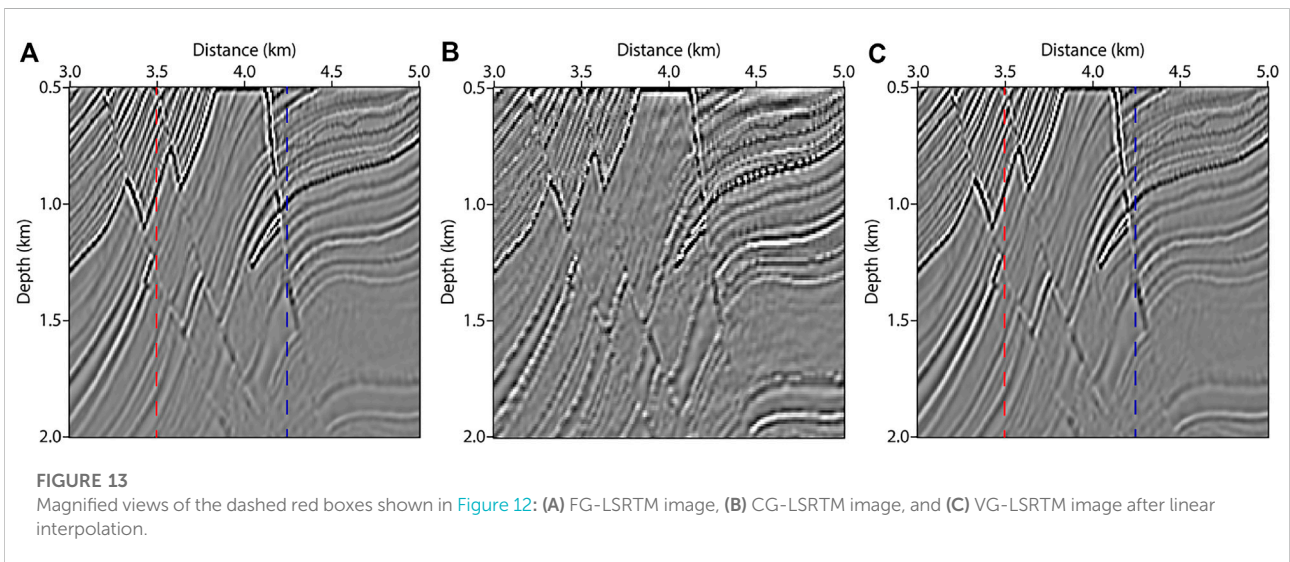 A
Distance (km)
3.0 3.5 4.0 4.5 5.0
0.5
1.0
1.5
2.0
Depth (km)
B
Distance (km)
3.0 3.5 4.0 4.5 5.0
0.5
1.0
1.5
2.0
Depth (km)
C
Distance (km)
3.0 3.5 4.0 4.5 5.0
0.5
1.0
1.5
2.0
Depth (km)
FIGURE 13
Magnified views of the dashed red boxes shown in Figure 12: (A) FG-LSRTM image, (B) CG-LSRTM image, and (C) VG-LSRTM image after linear
interpolation.